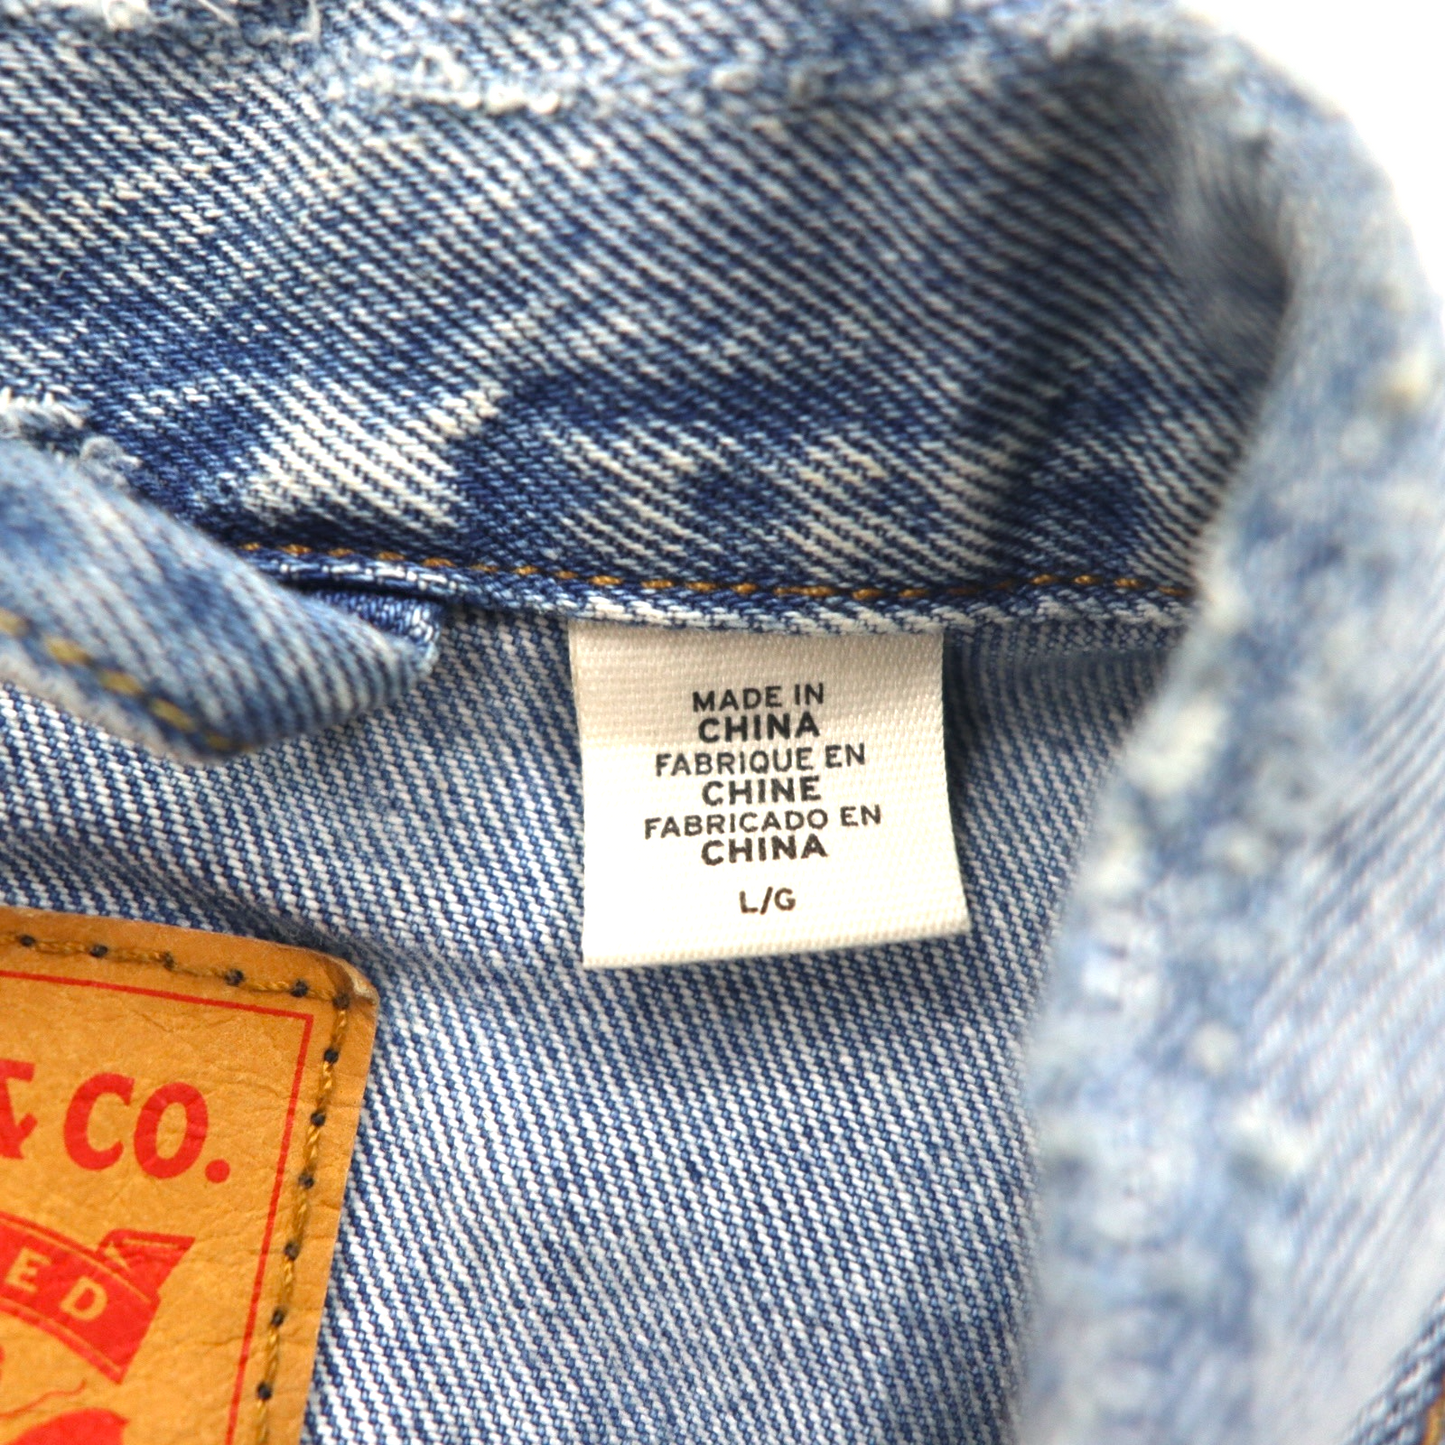 MADE IN
CHINA
FABRIQUE EN
CHINE
FABRICADO EN
CHINA
L/G
& CO.
ED